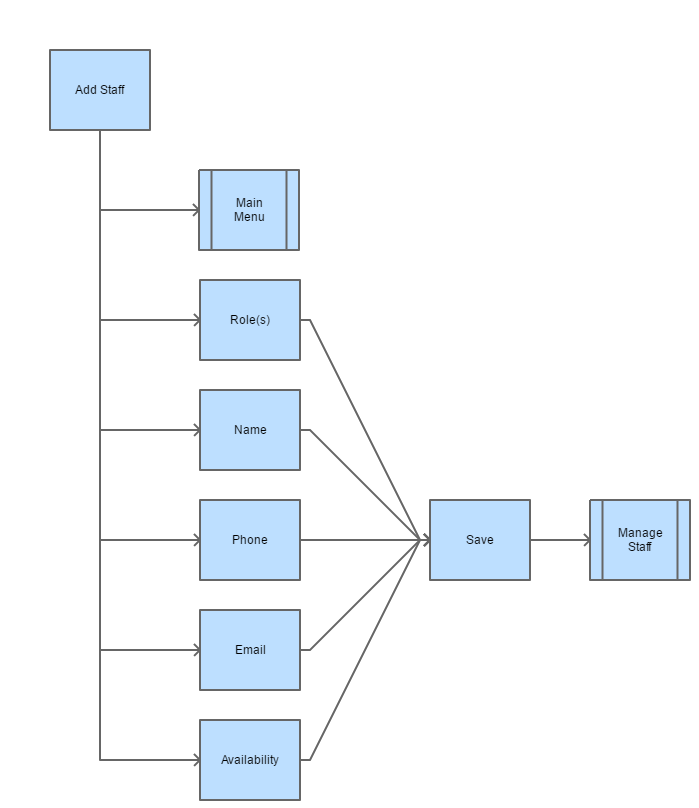 Add Staff
Main
Menu
Role(s)
Name
Phone
Save
Manage
Staff
Email
Availability